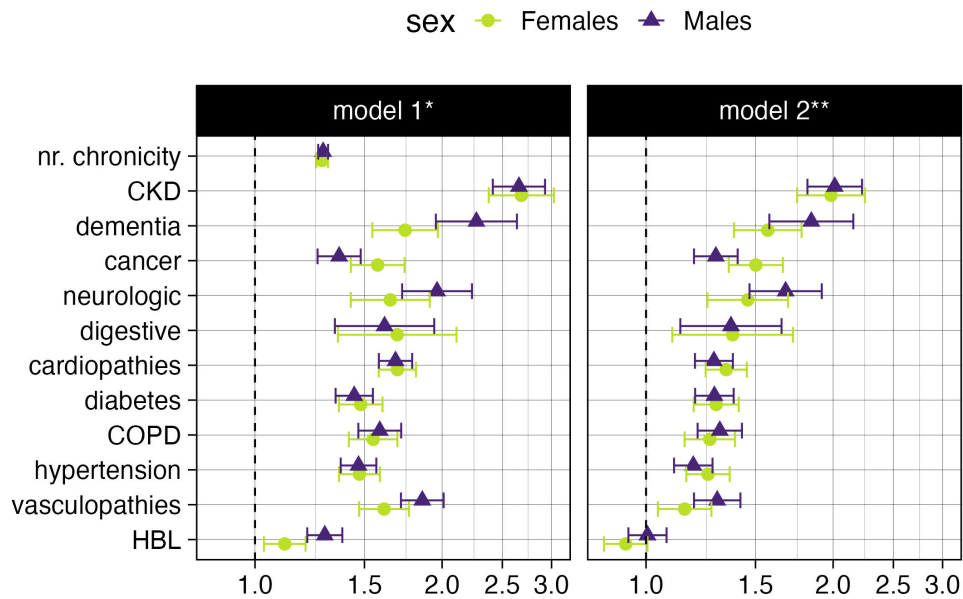 sex Females Males
model 1* model 2**
nr. chronicity
CKD
dementia
cancer
neurologic
digestive
cardiopathies
diabetes
COPD
hypertension
vasculopathies
HBL
1.0 1.5 2.0 2.5 3.0 1.0 1.5 2.0 2.5 3.0